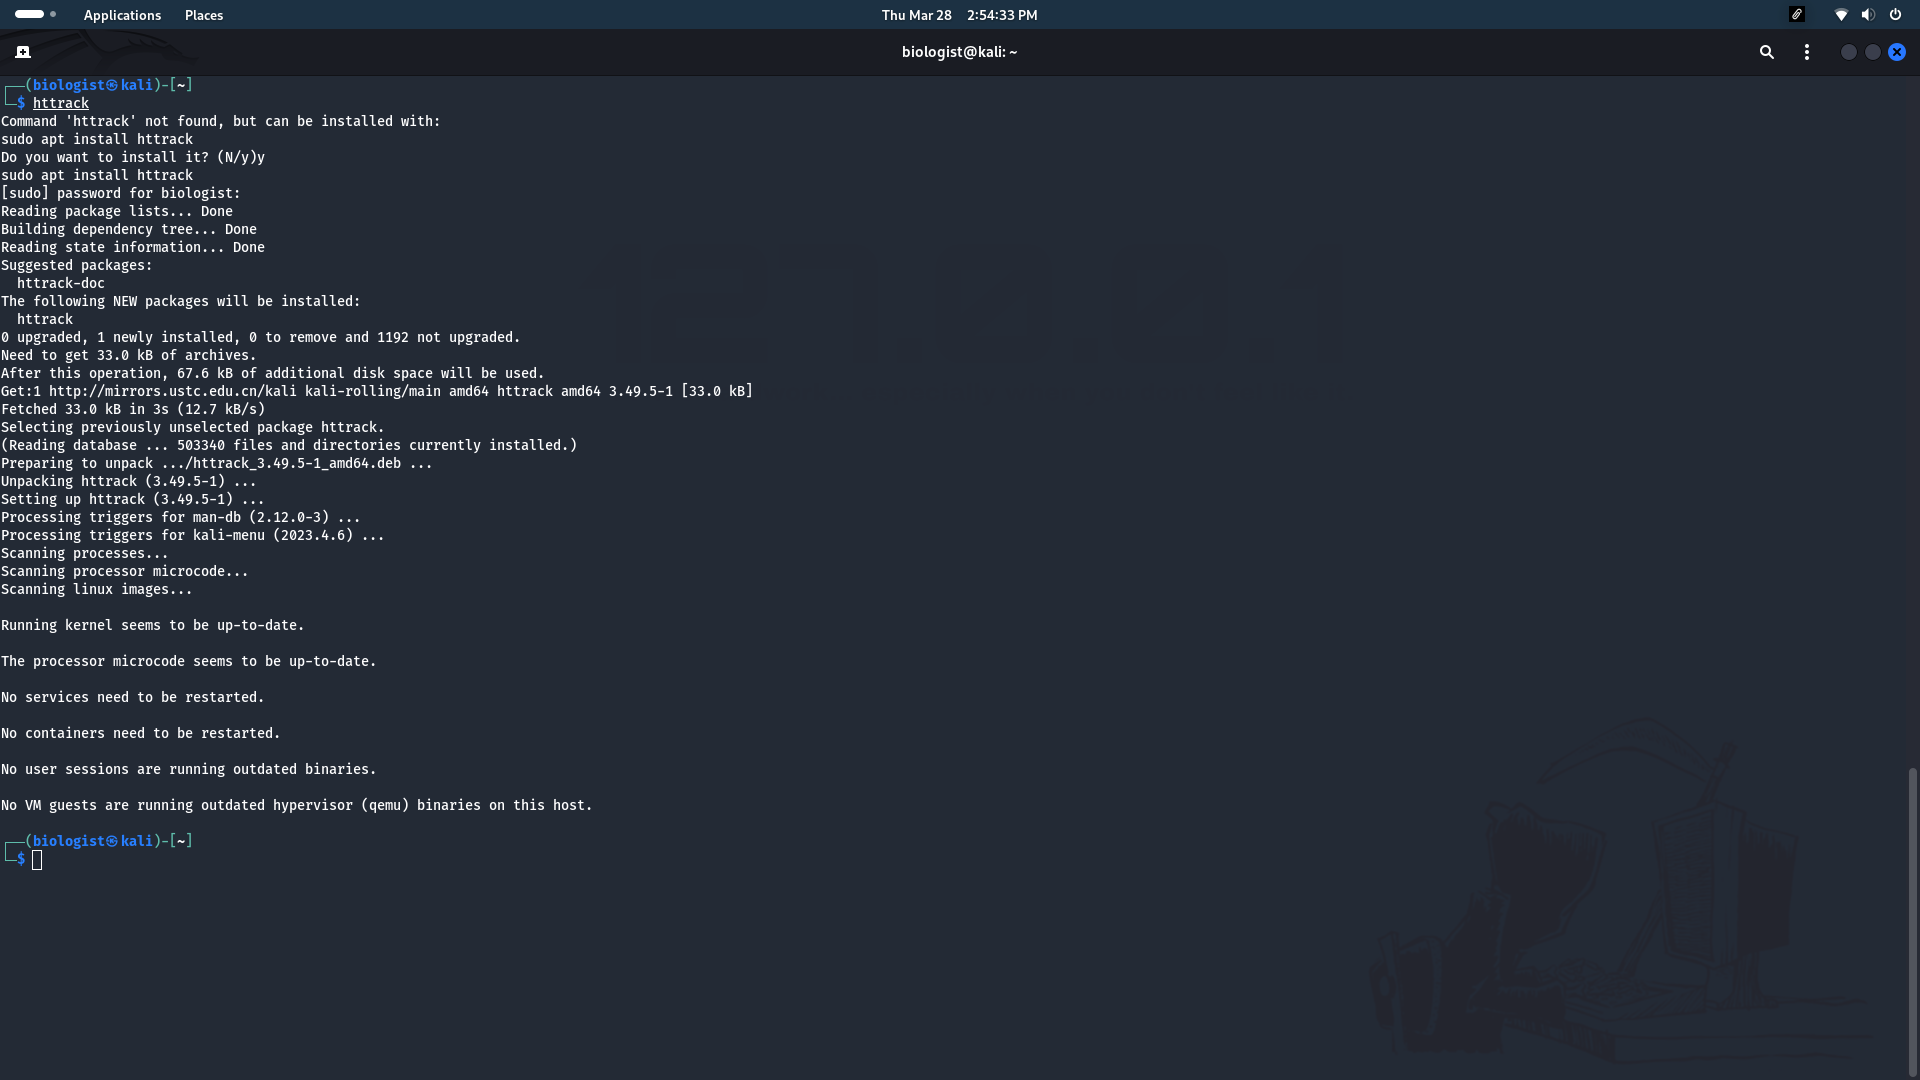 Applications Places Thu Mar 28 2:54:33 PM
biologist@kali: ~
┌──(biologist㉿kali)-[~]
└─$ httrack
Command 'httrack' not found, but can be installed with:
sudo apt install httrack
Do you want to install it? (N/y)y
sudo apt install httrack
[sudo] password for biologist:
Reading package lists... Done
Building dependency tree... Done
Reading state information... Done
Suggested packages:
  httrack-doc
The following NEW packages will be installed:
  httrack
0 upgraded, 1 newly installed, 0 to remove and 1192 not upgraded.
Need to get 33.0 kB of archives.
After this operation, 67.6 kB of additional disk space will be used.
Get:1 http://mirrors.ustc.edu.cn/kali kali-rolling/main amd64 httrack amd64 3.49.5-1 [33.0 kB]
Fetched 33.0 kB in 3s (12.7 kB/s)
Selecting previously unselected package httrack.
(Reading database ... 503340 files and directories currently installed.)
Preparing to unpack .../httrack_3.49.5-1_amd64.deb ...
Unpacking httrack (3.49.5-1) ...
Setting up httrack (3.49.5-1) ...
Processing triggers for man-db (2.12.0-3) ...
Processing triggers for kali-menu (2023.4.6) ...
Scanning processes...
Scanning processor microcode...
Scanning linux images...
Running kernel seems to be up-to-date.
The processor microcode seems to be up-to-date.
No services need to be restarted.
No containers need to be restarted.
No user sessions are running outdated binaries.
No VM guests are running outdated hypervisor (qemu) binaries on this host.
┌──(biologist㉿kali)-[~]
└─$
127.0.0.1